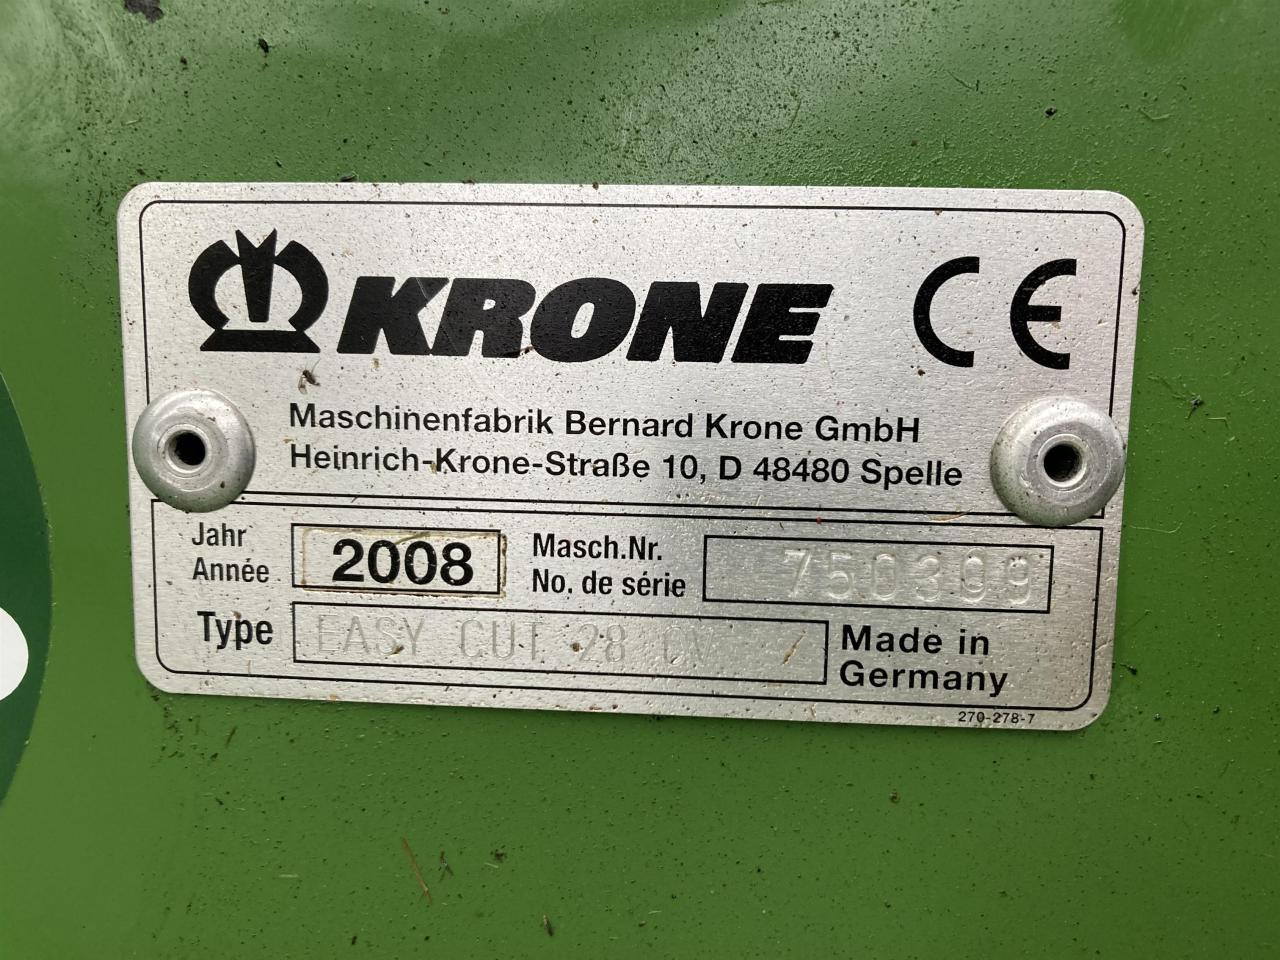 KRONE CE
Maschinenfabrik Bernard Krone GmbH
Heinrich-Krone-Straße 10, D 48480 Spelle
Jahr
Année
2008
Masch.Nr.
No. de série
750399
Type
EASY CUT 28 CV
Made in
Germany
270-278-7